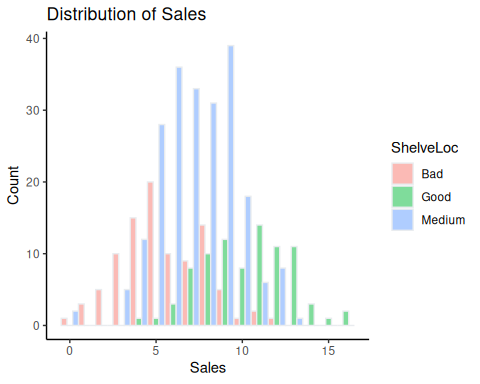 Distribution of Sales
40
30
20
10
0
Count
0 5 10 15
Sales
ShelveLoc
Bad
Good
Medium